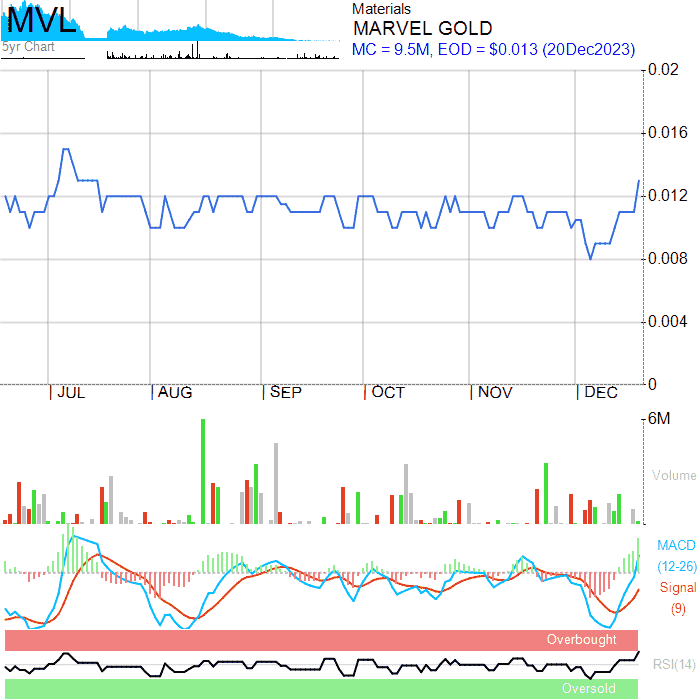 MVL
5yr Chart
Materials
MARVEL GOLD
MC = 9.5M, EOD = $0.013 (20Dec2023)
0.02
0.016
0.012
0.008
0.004
0
JUL AUG SEP OCT NOV DEC
6M
Volume
MACD
(12-26)
Signal
(9)
Overbought
RSI(14)
Oversold